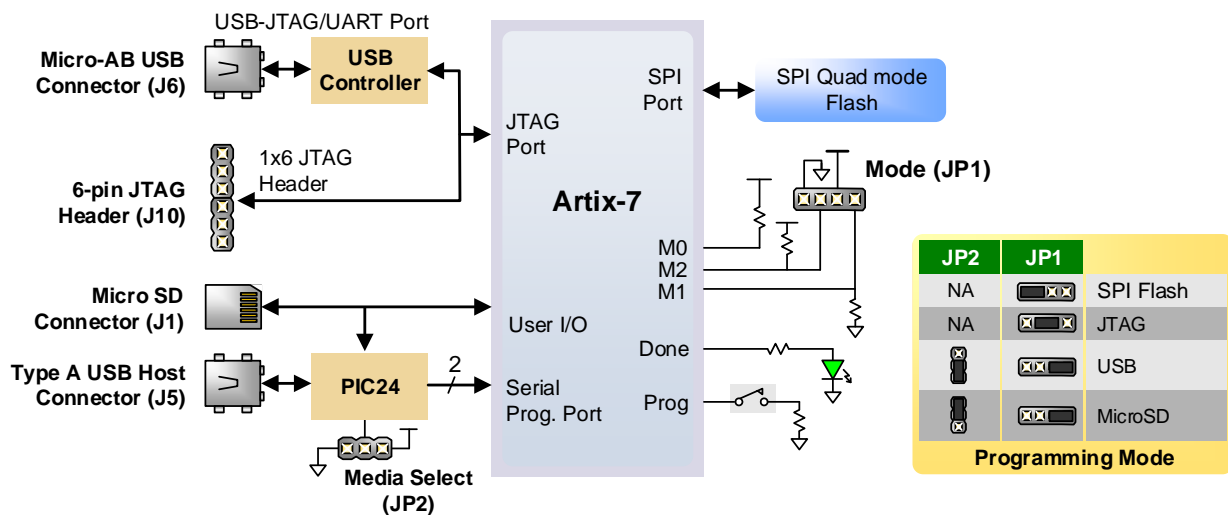 USB-JTAG/UART Port
Micro-AB USB
Connector (J6)
USB
Controller
6-pin JTAG
Header (J10)
1x6 JTAG
Header
Micro SD
Connector (J1)
Type A USB Host
Connector (J5)
PIC24
2
Media Select
(JP2)
JTAG
Port
SPI
Port
Artix-7
M0
M2
M1
User I/O
Done
Serial
Prog. Port
Prog
SPI Quad mode
Flash
Mode (JP1)
JP2 JP1
NA SPI Flash
NA JTAG
USB
MicroSD
Programming Mode